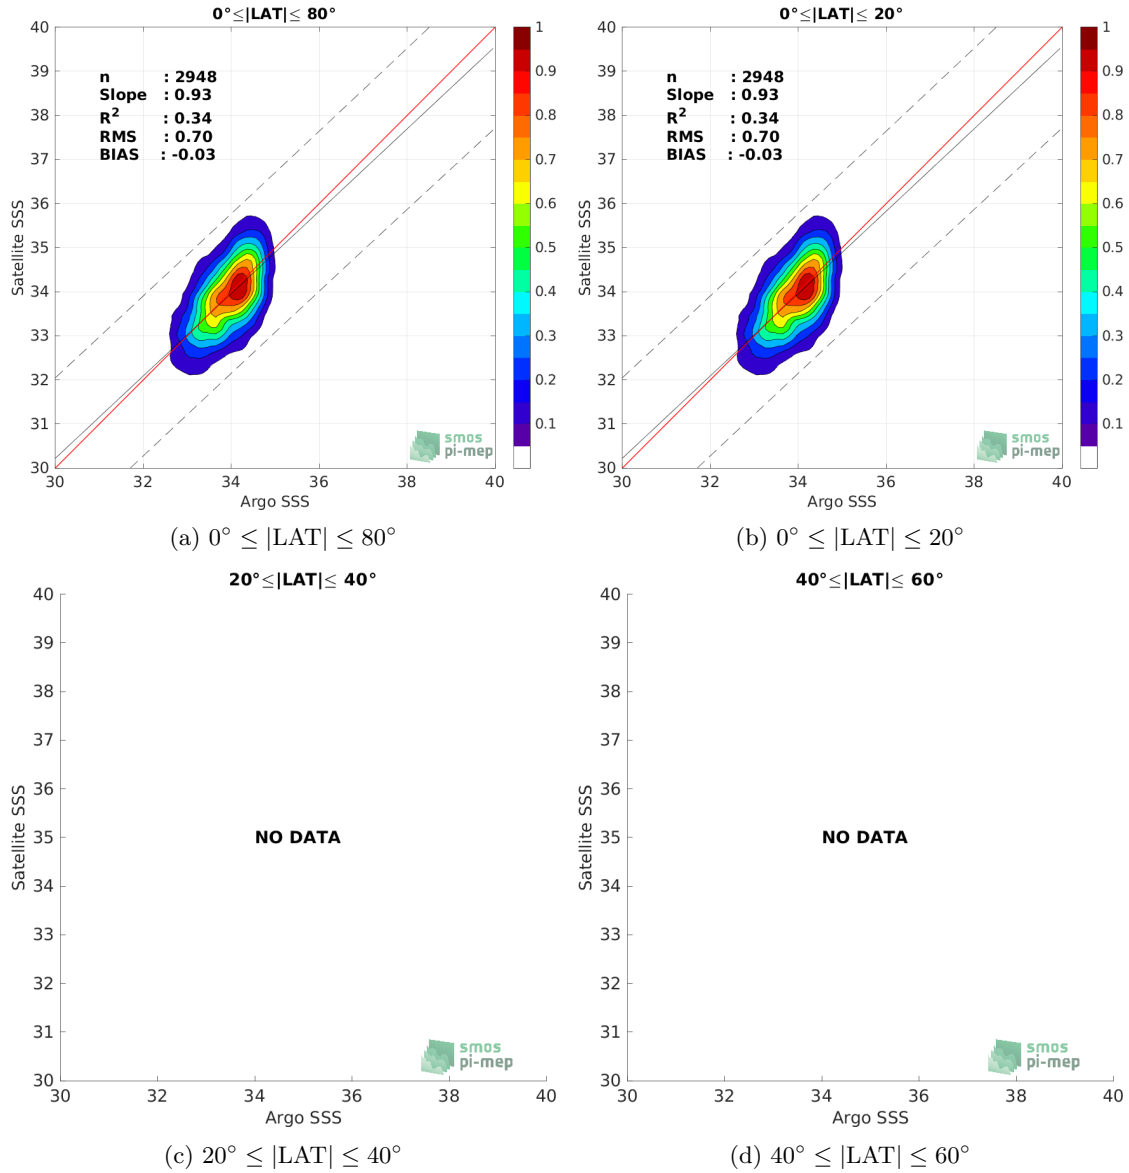 0°≤|LAT|≤ 80°
40
39
38
37
36
35
34
33
32
31
30
Satellite SSS
n : 2948
Slope : 0.93
R2 : 0.34
RMS : 0.70
BIAS : -0.03
smos
pi-mep
30 32 34 36 38 40
Argo SSS
1
0.9
0.8
0.7
0.6
0.5
0.4
0.3
0.2
0.1
(a) 0° ≤ |LAT| ≤ 80°
0°≤|LAT|≤ 20°
40
39
38
37
36
35
34
33
32
31
30
Satellite SSS
n : 2948
Slope : 0.93
R2 : 0.34
RMS : 0.70
BIAS : -0.03
smos
pi-mep
30 32 34 36 38 40
Argo SSS
1
0.9
0.8
0.7
0.6
0.5
0.4
0.3
0.2
0.1
(b) 0° ≤ |LAT| ≤ 20°
20°≤|LAT|≤ 40°
40
39
38
37
36
35
34
33
32
31
30
Satellite SSS
NO DATA
smos
pi-mep
30 32 34 36 38 40
Argo SSS
(c) 20° ≤ |LAT| ≤ 40°
40°≤|LAT|≤ 60°
40
39
38
37
36
35
34
33
32
31
30
Satellite SSS
NO DATA
smos
pi-mep
30 32 34 36 38 40
Argo SSS
(d) 40° ≤ |LAT| ≤ 60°